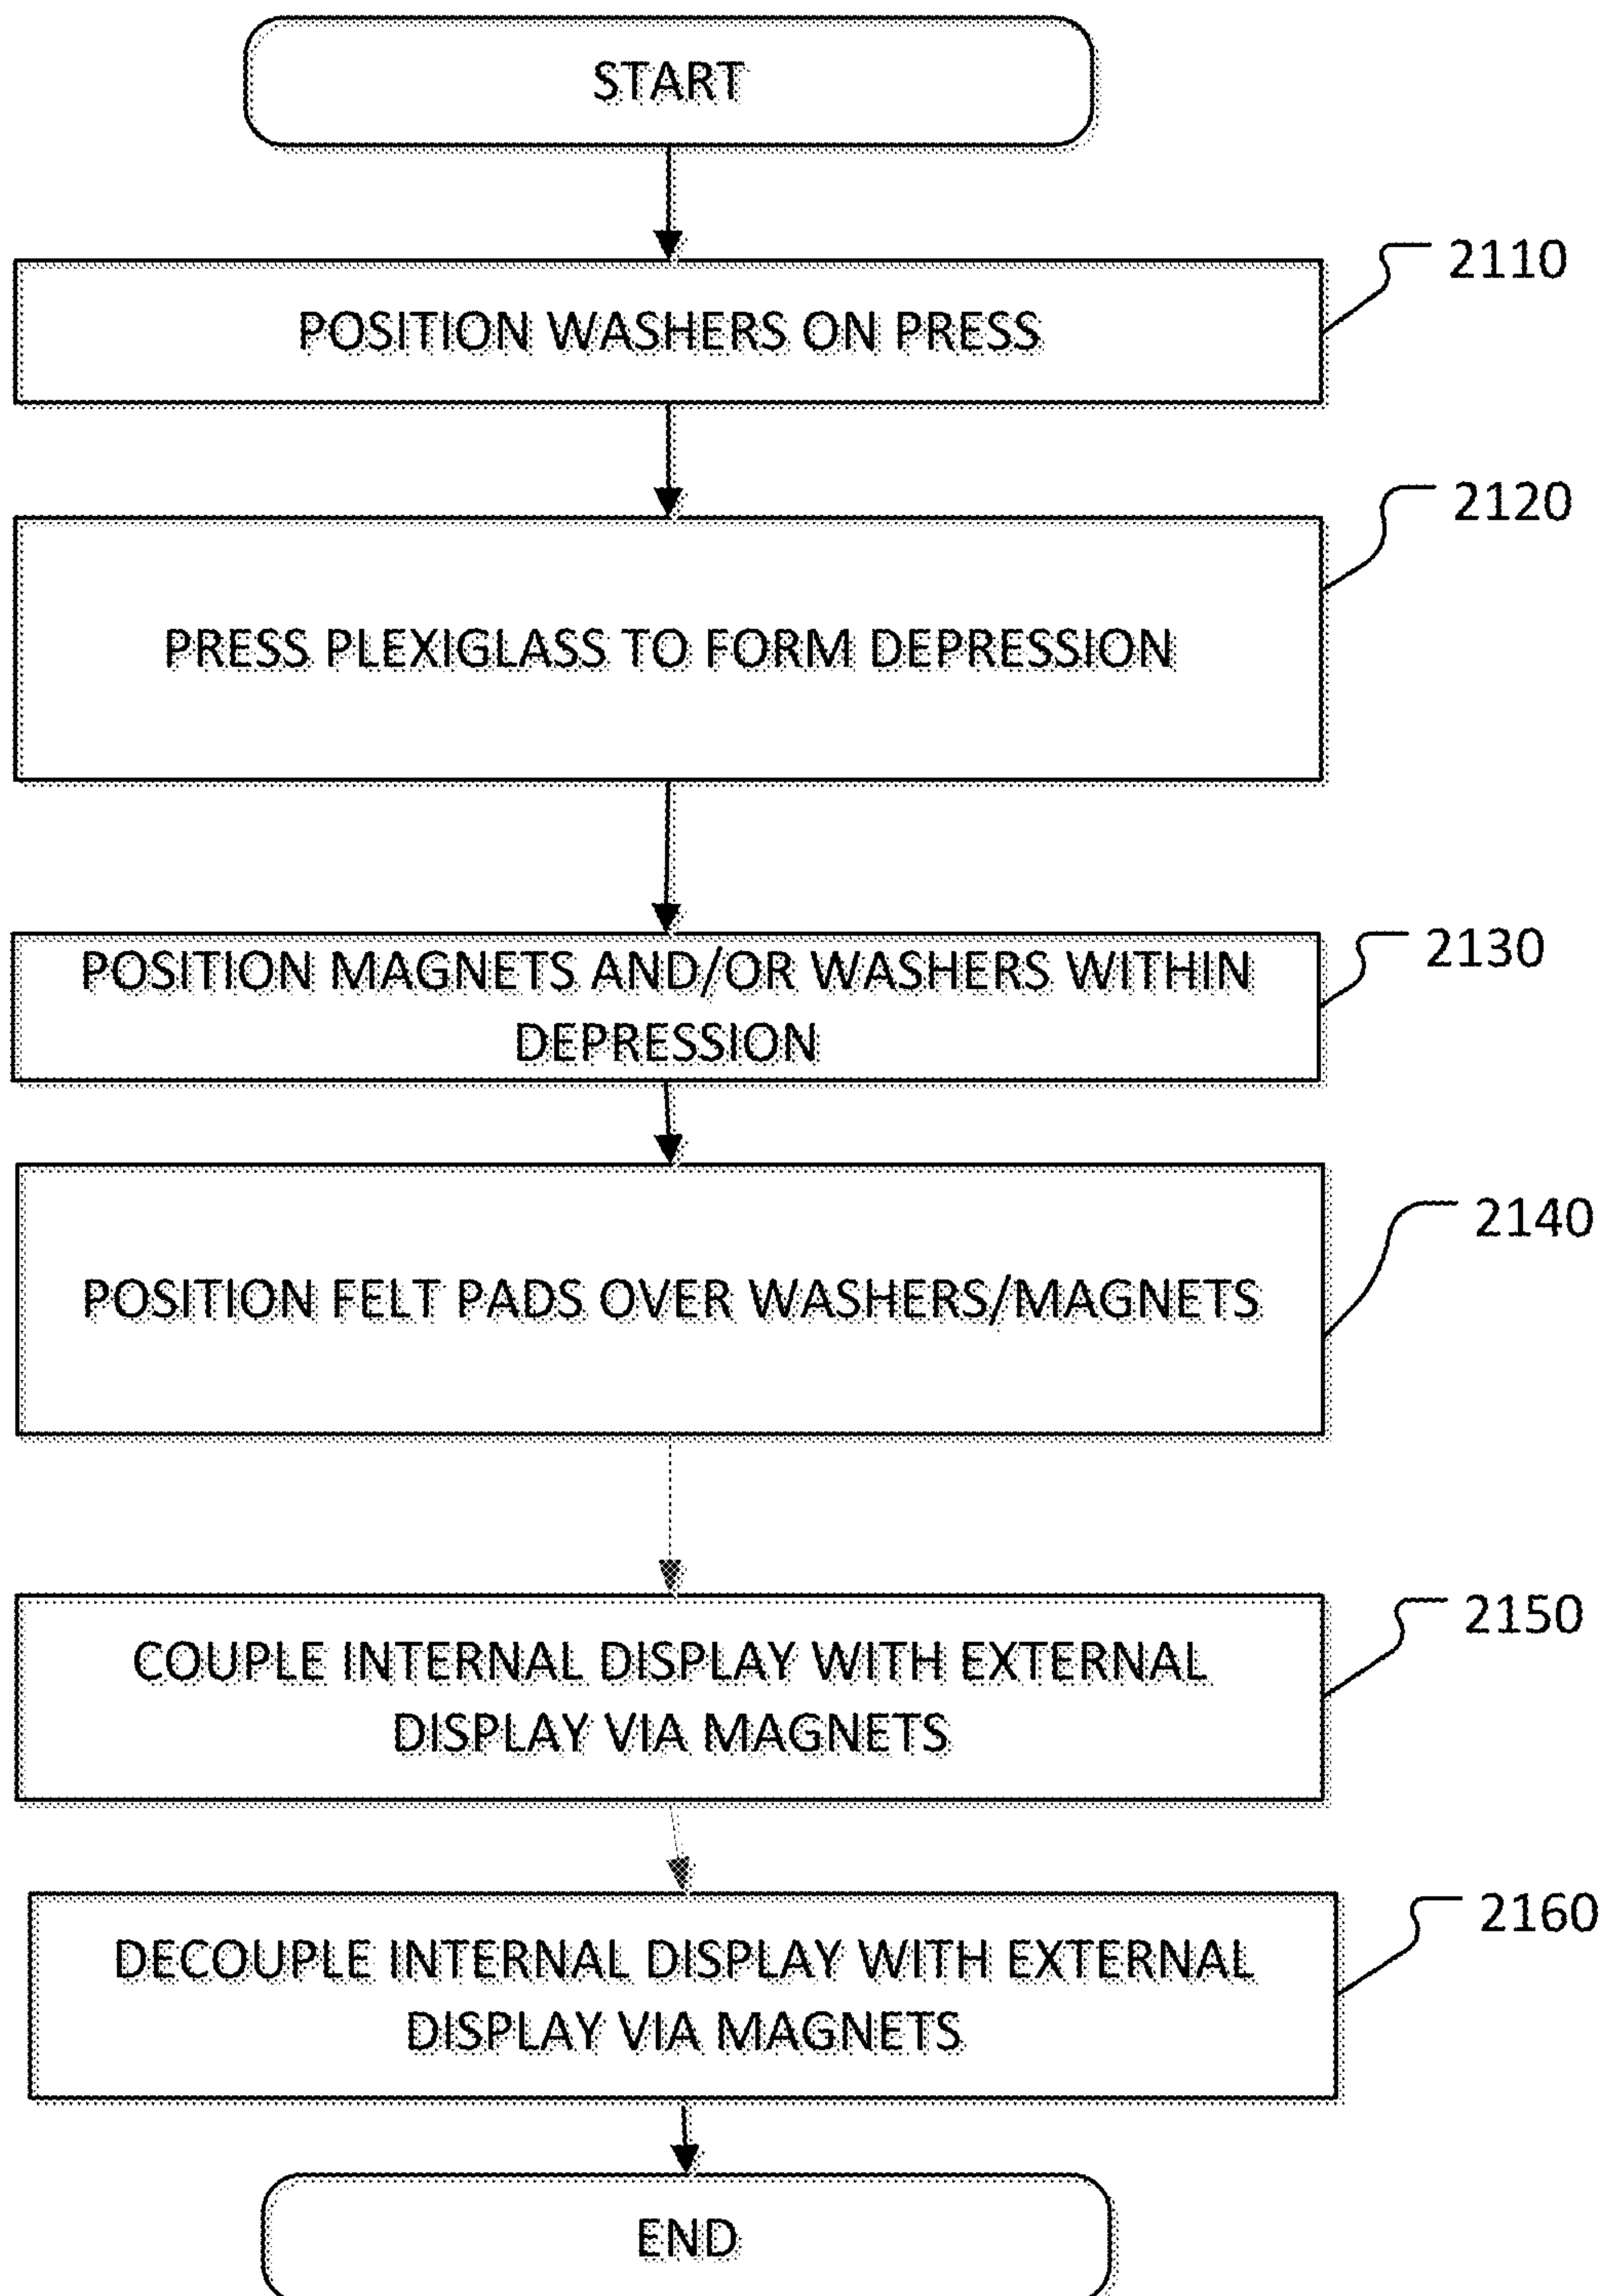 START
2110
POSITION WASHERS ON PRESS
2120
PRESS PLEXIGLASS TO FORM DEPRESSION
2130
POSITION MAGNETS AND/OR WASHERS WITHIN
DEPRESSION
2140
POSITION FELT PADS OVER WASHERS/MAGNETS
2150
COUPLE INTERNAL DISPLAY WITH EXTERNAL
DISPLAY VIA MAGNETS
2160
DECOUPLE INTERNAL DISPLAY WITH EXTERNAL
DISPLAY VIA MAGNETS
END